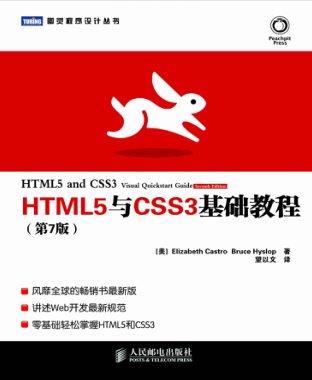 TURING 图灵程序设计丛书
Peachpit
Press
HTML5 and CSS3 Visual Quickstart Guide Seventh Edition
HTML5与CSS3基础教程
（第7版）
[美] Elizabeth Castro Bruce Hyslop 著
望以文 译
风靡全球的畅销书最新版
讲述Web开发最新规范
零基础轻松掌握HTML5和CSS3
人民邮电出版社
POSTS & TELECOM PRESS